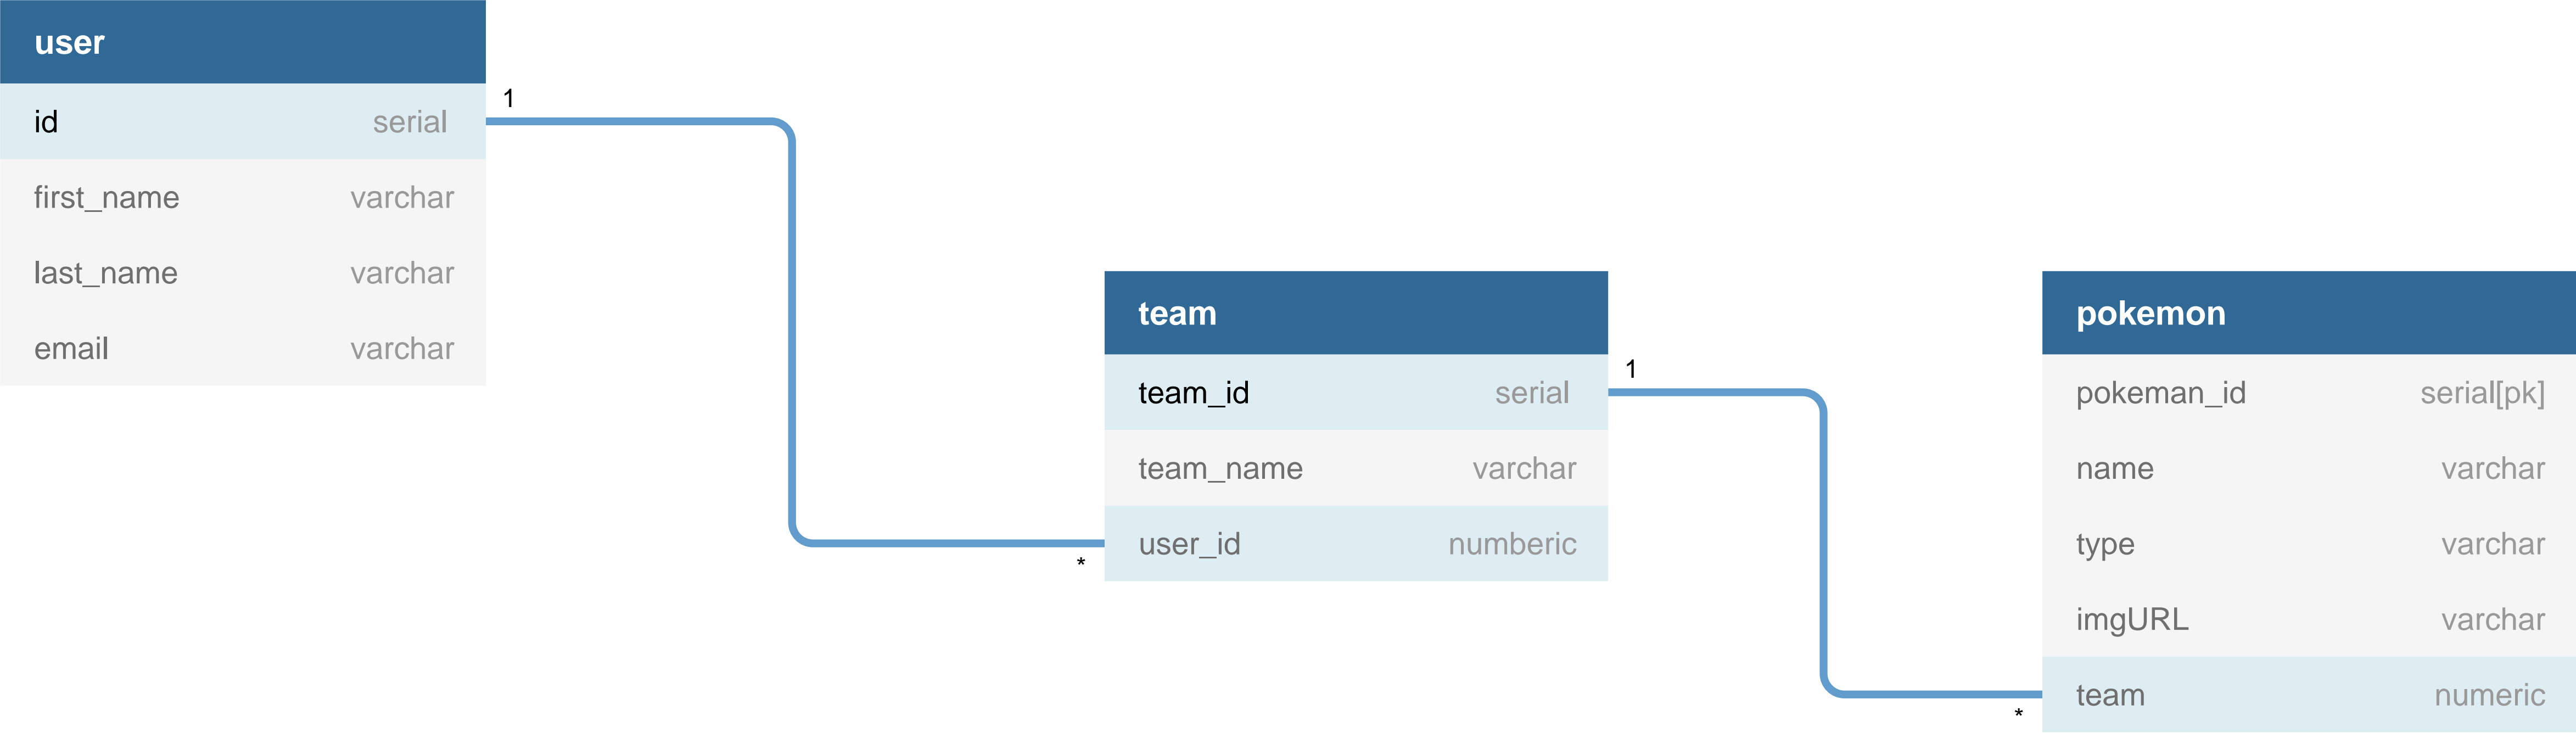 user
id serial
first_name varchar
last_name varchar
email varchar
1
*
team
team_id serial
team_name varchar
user_id numberic
1
*
pokemon
pokeman_id serial[pk]
name varchar
type varchar
imgURL varchar
team numeric